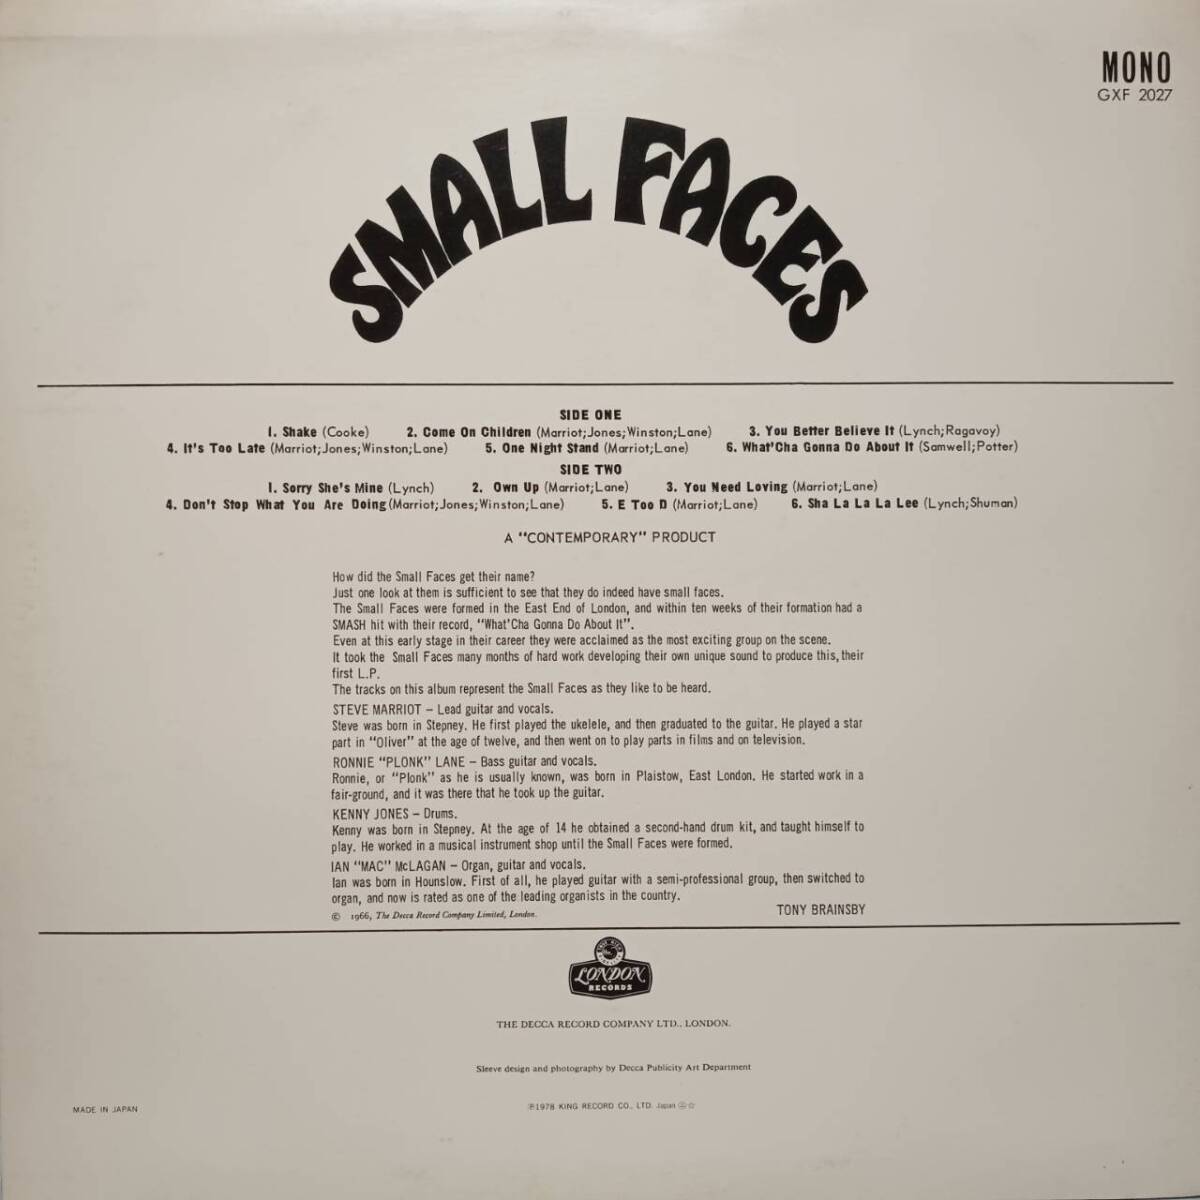 MONO
GXF 2027
SMALL FACES
SIDE ONE
1. Shake (Cooke) 2. Come On Children (Marriot;Jones;Winston;Lane) 3. You Better Believe It (Lynch;Ragavoy)
4. It's Too Late (Marriot;Jones;Winston;Lane) 5. One Night Stand (Marriot;Lane) 6. What'Cha Gonna Do About It (Samwell;Potter)
SIDE TWO
1. Sorry She's Mine (Lynch) 2. Own Up (Marriot;Lane) 3. You Need Loving (Marriot;Lane)
4. Don't Stop What You Are Doing (Marriot;Jones;Winston;Lane) 5. E Too D (Marriot;Lane) 6. Sha La La La Lee (Lynch;Shuman)
A "CONTEMPORARY" PRODUCT
How did the Small Faces get their name?
Just one look at them is sufficient to see that they do indeed have small faces.
The Small Faces were formed in the East End of London, and within ten weeks of their formation had a
SMASH hit with their record, "What'Cha Gonna Do About It".
Even at this early stage in their career they were acclaimed as the most exciting group on the scene.
It took the Small Faces many months of hard work developing their own unique sound to produce this, their
first L.P.
The tracks on this album represent the Small Faces as they like to be heard.
STEVE MARRIOT – Lead guitar and vocals.
Steve was born in Stepney. He first played the ukelele, and then graduated to the guitar. He played a star
part in "Oliver" at the age of twelve, and then went on to play parts in films and on television.
RONNIE "PLONK" LANE – Bass guitar and vocals.
Ronnie, or "Plonk" as he is usually known, was born in Plaistow, East London. He started work in a
fair-ground, and it was there that he took up the guitar.
KENNY JONES – Drums.
Kenny was born in Stepney. At the age of 14 he obtained a second-hand drum kit, and taught himself to
play. He worked in a musical instrument shop until the Small Faces were formed.
IAN "MAC" McLAGAN – Organ, guitar and vocals.
Ian was born in Hounslow. First of all, he played guitar with a semi-professional group, then switched to
organ, and now is rated as one of the leading organists in the country.
© 1966, The Decca Record Company Limited, London.
TONY BRAINSBY
LONDON
RECORDS
THE DECCA RECORD COMPANY LTD., LONDON.
Sleeve design and photography by Decca Publicity Art Department
MADE IN JAPAN
℗1978 KING RECORD CO., LTD. Japan